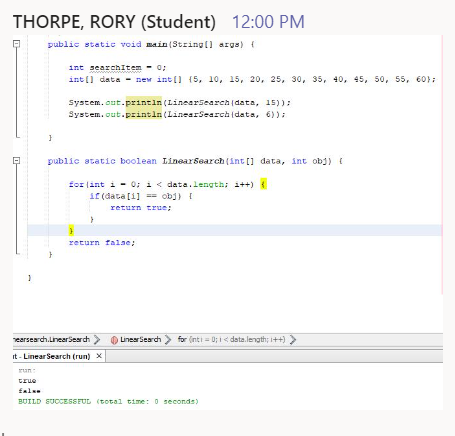 THORPE, RORY (Student) 12:00 PM
public static void main(String[] args) {
int searchItem = 0;
int[] data = new int[] {5, 10, 15, 20, 25, 30, 35, 40, 45, 50, 55, 60};
System.out.println(LinearSearch(data, 15));
System.out.println(LinearSearch(data, 6));
}
public static boolean LinearSearch(int[] data, int obj) {
for(int i = 0; i < data.length; i++) {
if(data[i] == obj) {
return true;
}
}
return false;
}
}
nearsearch.LinearSearch LinearSearch for (int i = 0; i < data.length; i++)
ut - LinearSearch (run) ×
run:
true
false
BUILD SUCCESSFUL (total time: 0 seconds)